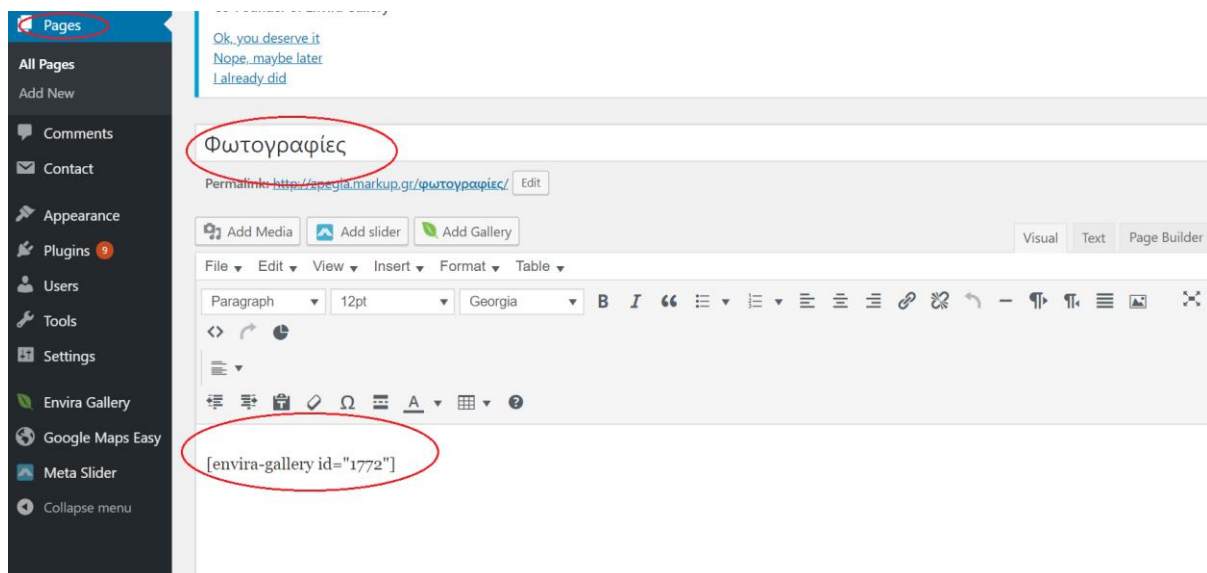 Pages
All Pages
Add New
Comments
Contact
Appearance
Plugins 9
Users
Tools
Settings
Envira Gallery
Google Maps Easy
Meta Slider
Collapse menu
Ok, you deserve it
Nope, maybe later
I already did
Φωτογραφίες
Permalink: http://zpegia.markup.gr/φωτογραφίες/ Edit
Add Media Add slider Add Gallery
Visual Text Page Builder
File Edit View Insert Format Table
Paragraph 12pt Georgia
[envira-gallery id="1772"]